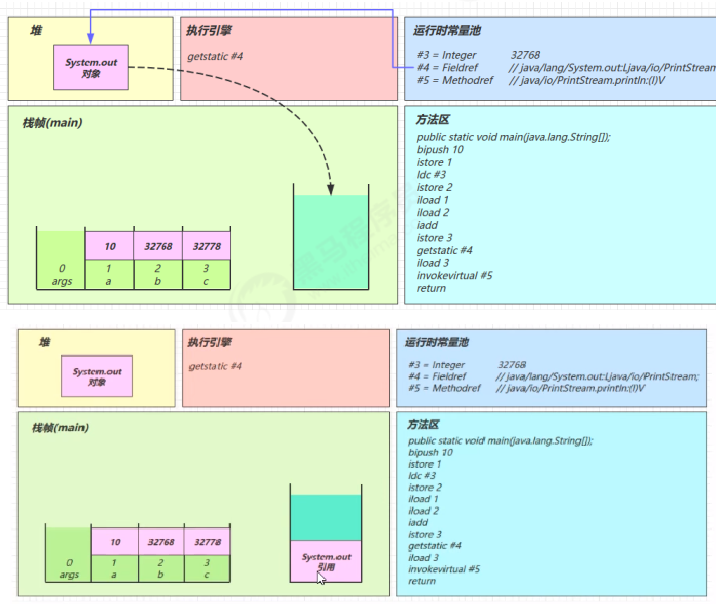 堆
System.out
对象
执行引擎
getstatic #4
运行时常量池
#3 = Integer 32768
#4 = Fieldref // java/lang/System.out:Ljava/io/PrintStream
#5 = Methodref // java/io/PrintStream.println:(I)V
栈帧(main)
10 32768 32778
0 1 2 3
args a b c
方法区
public static void main(java.lang.String[]);
bipush 10
istore 1
ldc #3
istore 2
iload 1
iload 2
iadd
istore 3
getstatic #4
iload 3
invokevirtual #5
return
黑马程序员
堆
System.out
对象
执行引擎
getstatic #4
运行时常量池
#3 = Integer 32768
#4 = Fieldref // java/lang/System.out:Ljava/io/PrintStream;
#5 = Methodref // java/io/PrintStream.println:(I)V
栈帧(main)
10 32768 32778
0 1 2 3
args a b c
System.out
引用
方法区
public static void main(java.lang.String[]);
bipush 10
istore 1
ldc #3
istore 2
iload 1
iload 2
iadd
istore 3
getstatic #4
iload 3
invokevirtual #5
return